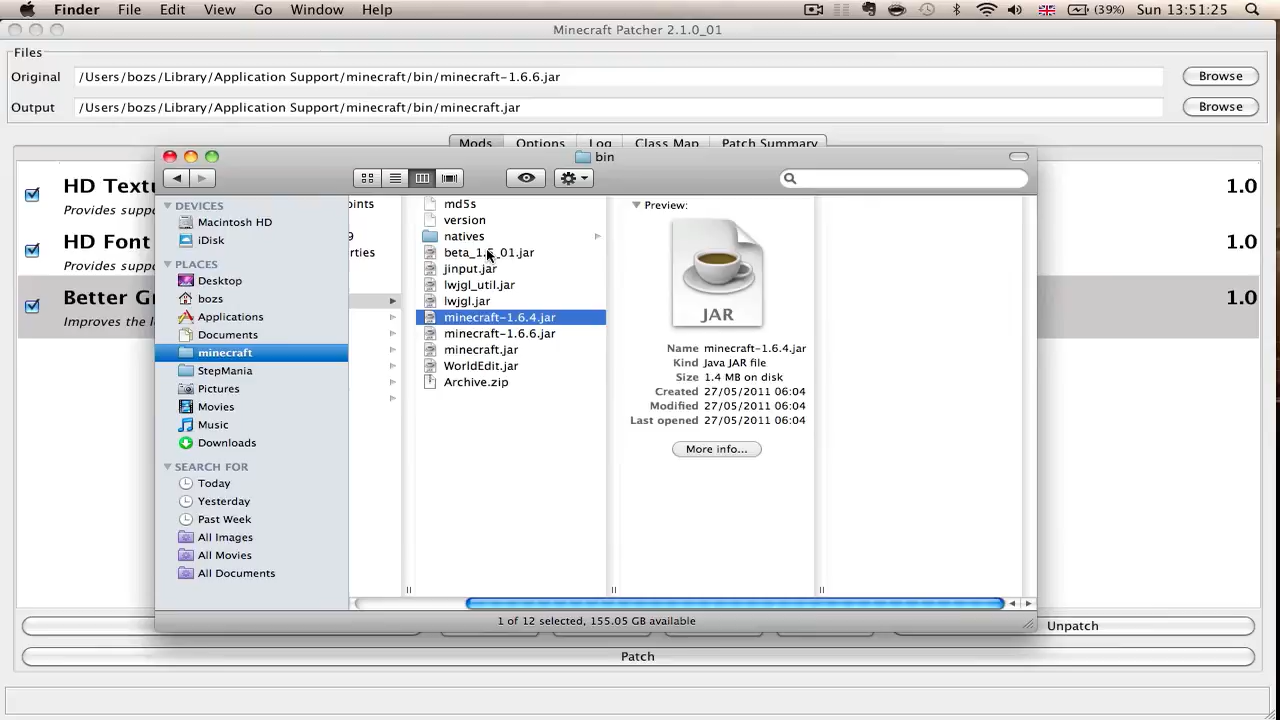 Finder File Edit View Go Window Help (39%) Sun 13:51:25
Minecraft Patcher 2.1.0_01
Files
Original /Users/bozs/Library/Application Support/minecraft/bin/minecraft-1.6.6.jar Browse
Output /Users/bozs/Library/Application Support/minecraft/bin/minecraft.jar Browse
Mods Options Log Class Map Patch Summary
HD Textu 1.0
Provides suppo
HD Font 1.0
Provides suppo
Better Gr 1.0
Improves the l
bin
DEVICES
Macintosh HD
iDisk
PLACES
Desktop
bozs
Applications
Documents
minecraft
StepMania
Pictures
Movies
Music
Downloads
SEARCH FOR
Today
Yesterday
Past Week
All Images
All Movies
All Documents
oints
9
rties
md5s
version
natives
jinput.jar
lwjgl_util.jar
lwjgl.jar
minecraft-1.6.4.jar
minecraft-1.6.6.jar
minecraft.jar
WorldEdit.jar
Archive.zip
Preview:
JAR
Name minecraft-1.6.4.jar
Kind Java JAR file
Size 1.4 MB on disk
Created 27/05/2011 06:04
Modified 27/05/2011 06:04
Last opened 27/05/2011 06:04
More info...
1 of 12 selected, 155.05 GB available
Unpatch
Patch